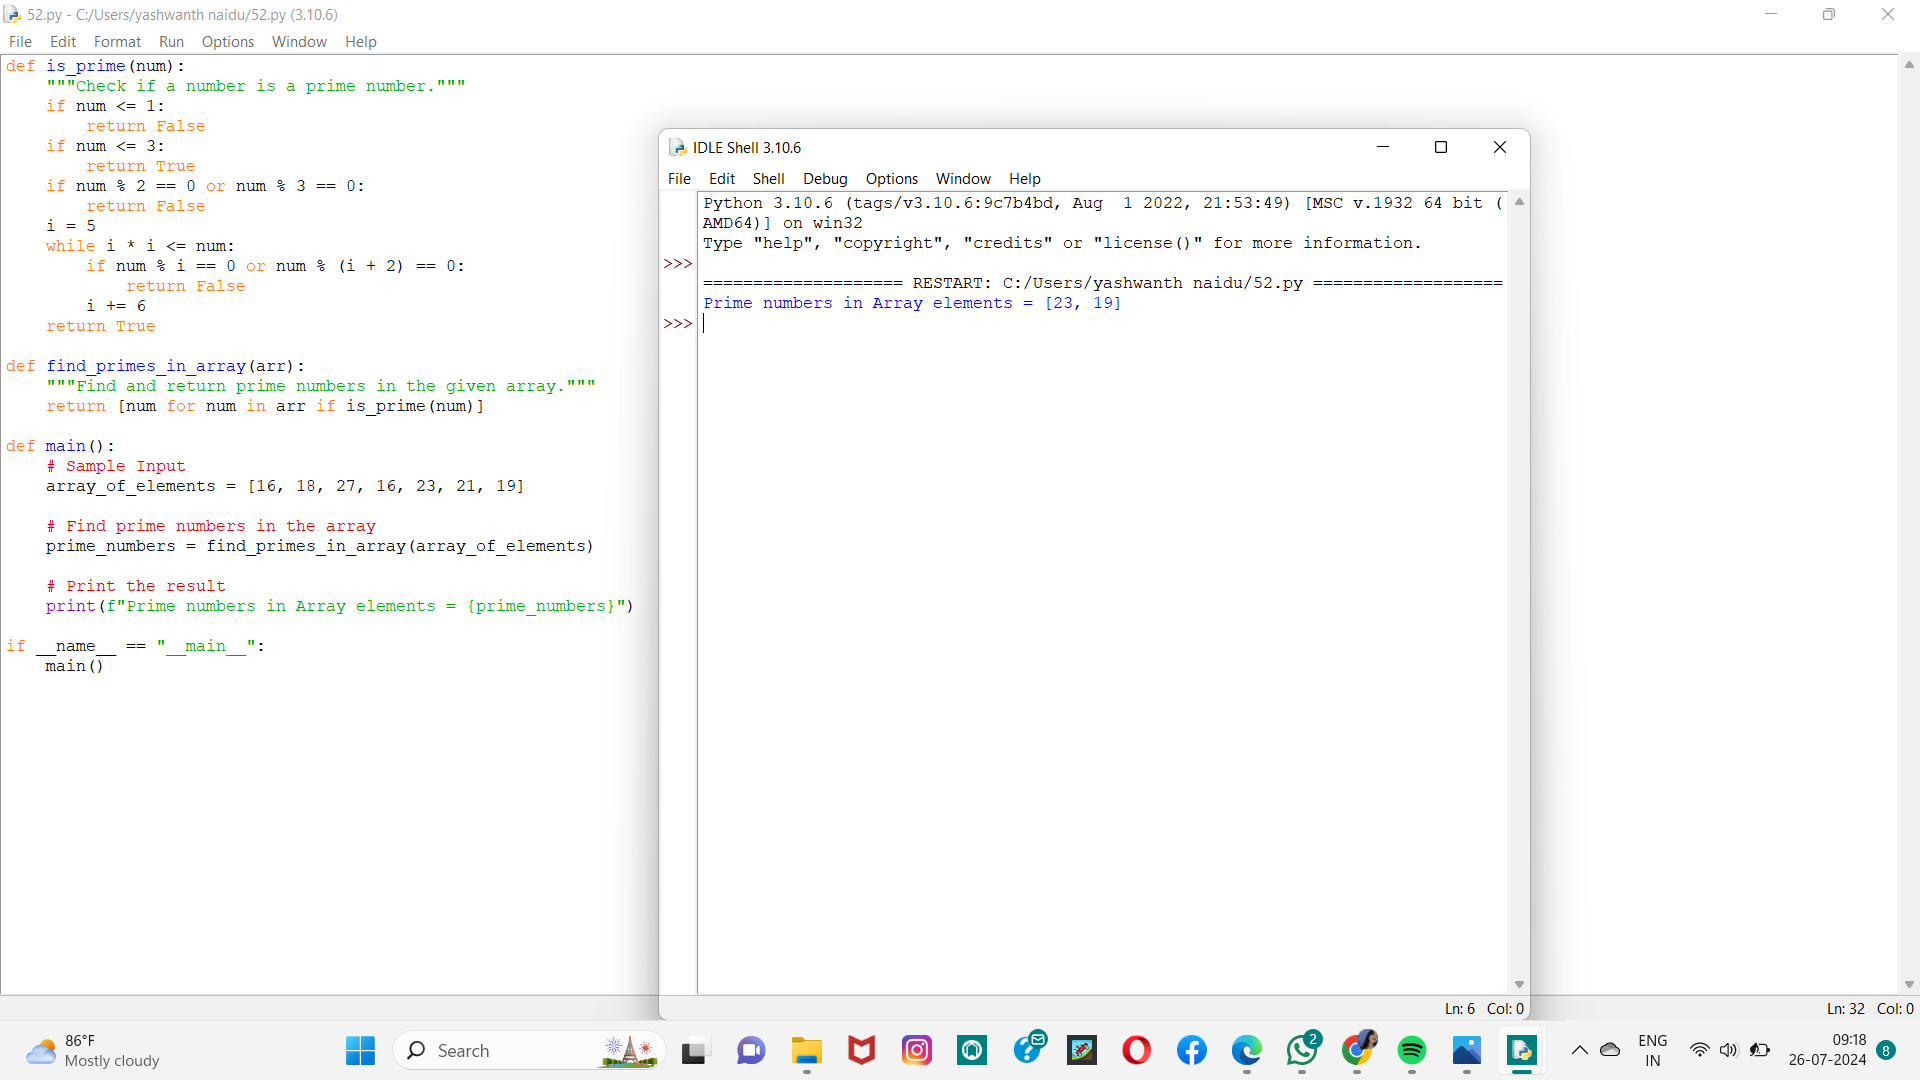 52.py - C:/Users/yashwanth naidu/52.py (3.10.6)
File Edit Format Run Options Window Help
def is_prime(num):
    """Check if a number is a prime number."""
    if num <= 1:
        return False
    if num <= 3:
        return True
    if num % 2 == 0 or num % 3 == 0:
        return False
    i = 5
    while i * i <= num:
        if num % i == 0 or num % (i + 2) == 0:
            return False
        i += 6
    return True

def find_primes_in_array(arr):
    """Find and return prime numbers in the given array."""
    return [num for num in arr if is_prime(num)]

def main():
    # Sample Input
    array_of_elements = [16, 18, 27, 16, 23, 21, 19]

    # Find prime numbers in the array
    prime_numbers = find_primes_in_array(array_of_elements)

    # Print the result
    print(f"Prime numbers in Array elements = {prime_numbers}")

if __name__ == "__main__":
    main()
IDLE Shell 3.10.6
File Edit Shell Debug Options Window Help
Python 3.10.6 (tags/v3.10.6:9c7b4bd, Aug  1 2022, 21:53:49) [MSC v.1932 64 bit (
AMD64)] on win32
Type "help", "copyright", "credits" or "license()" for more information.
>>>
==================== RESTART: C:/Users/yashwanth naidu/52.py ===================
Prime numbers in Array elements = [23, 19]
>>>
Ln: 6 Col: 0
Ln: 32 Col: 0
86°F
Mostly cloudy
Search
2
ENG
IN
09:18
26-07-2024
8